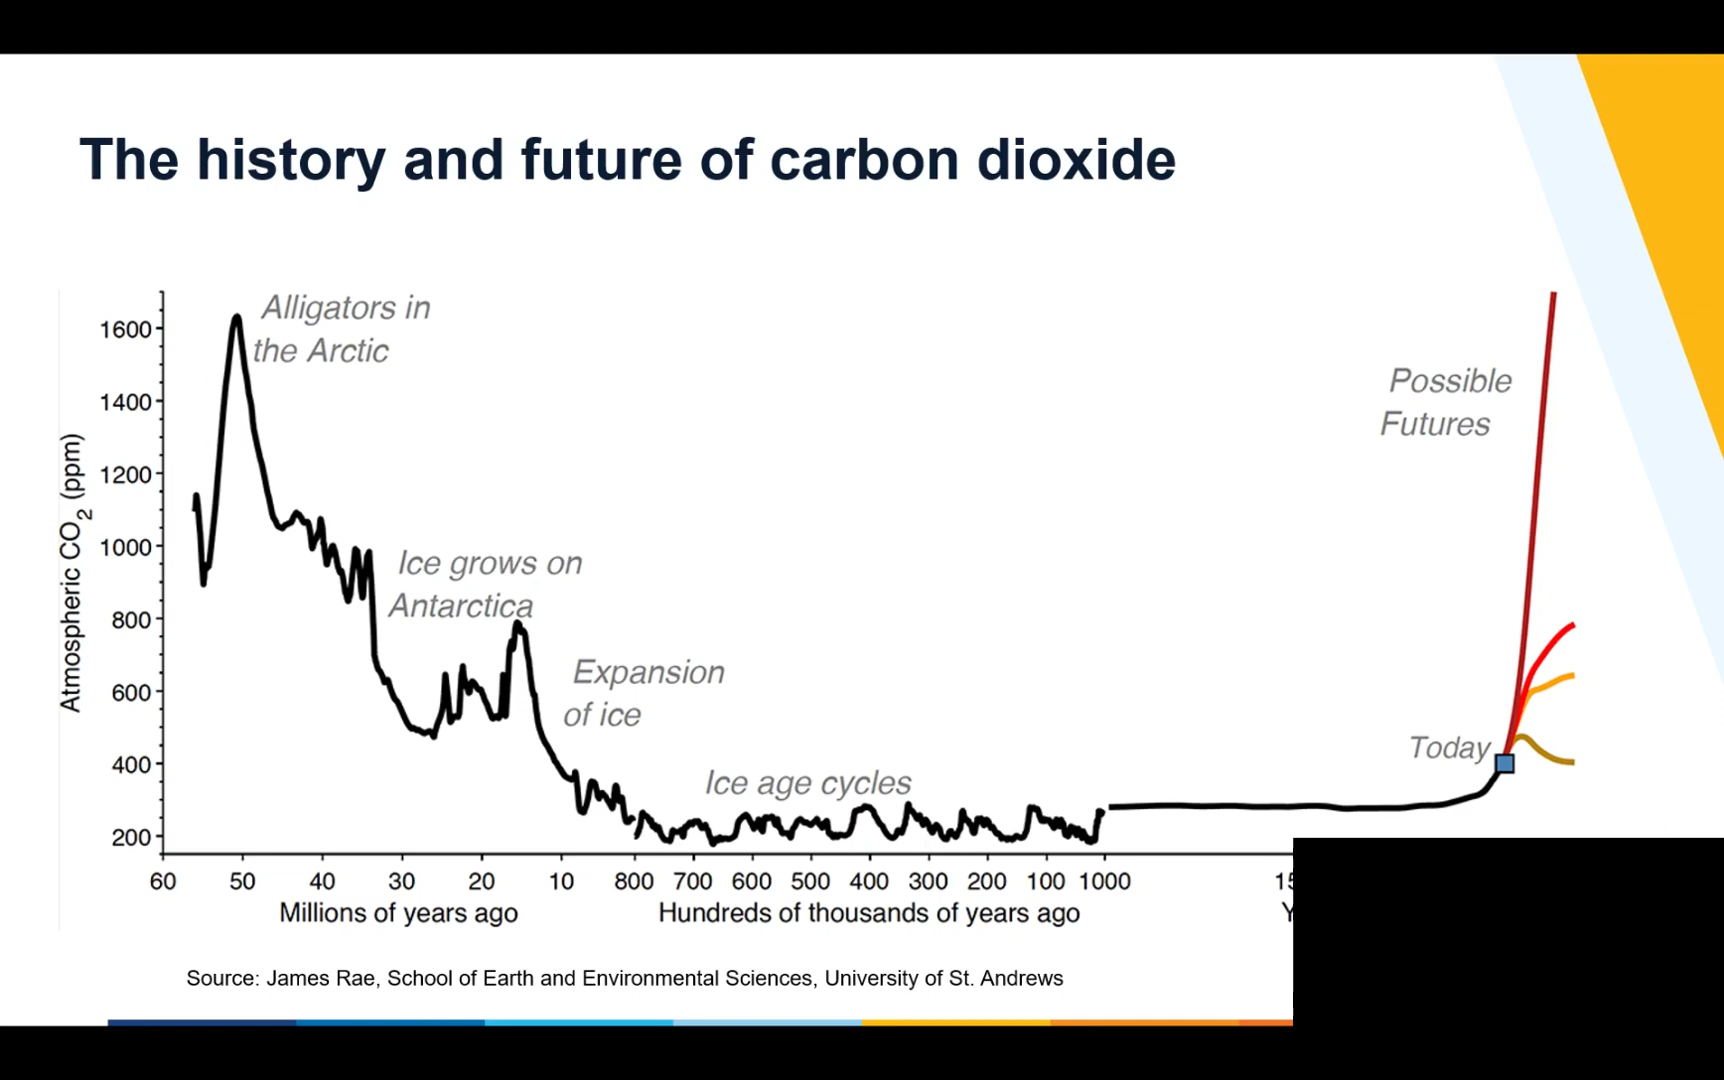 The history and future of carbon dioxide
Alligators in
the Arctic
Ice grows on
Antarctica
Expansion
of ice
Ice age cycles
Possible
Futures
Today
Atmospheric CO2 (ppm)
1600
1400
1200
1000
800
600
400
200
60 50 40 30 20 10 800 700 600 500 400 300 200 100 1000
Millions of years ago
Hundreds of thousands of years ago
Source: James Rae, School of Earth and Environmental Sciences, University of St. Andrews